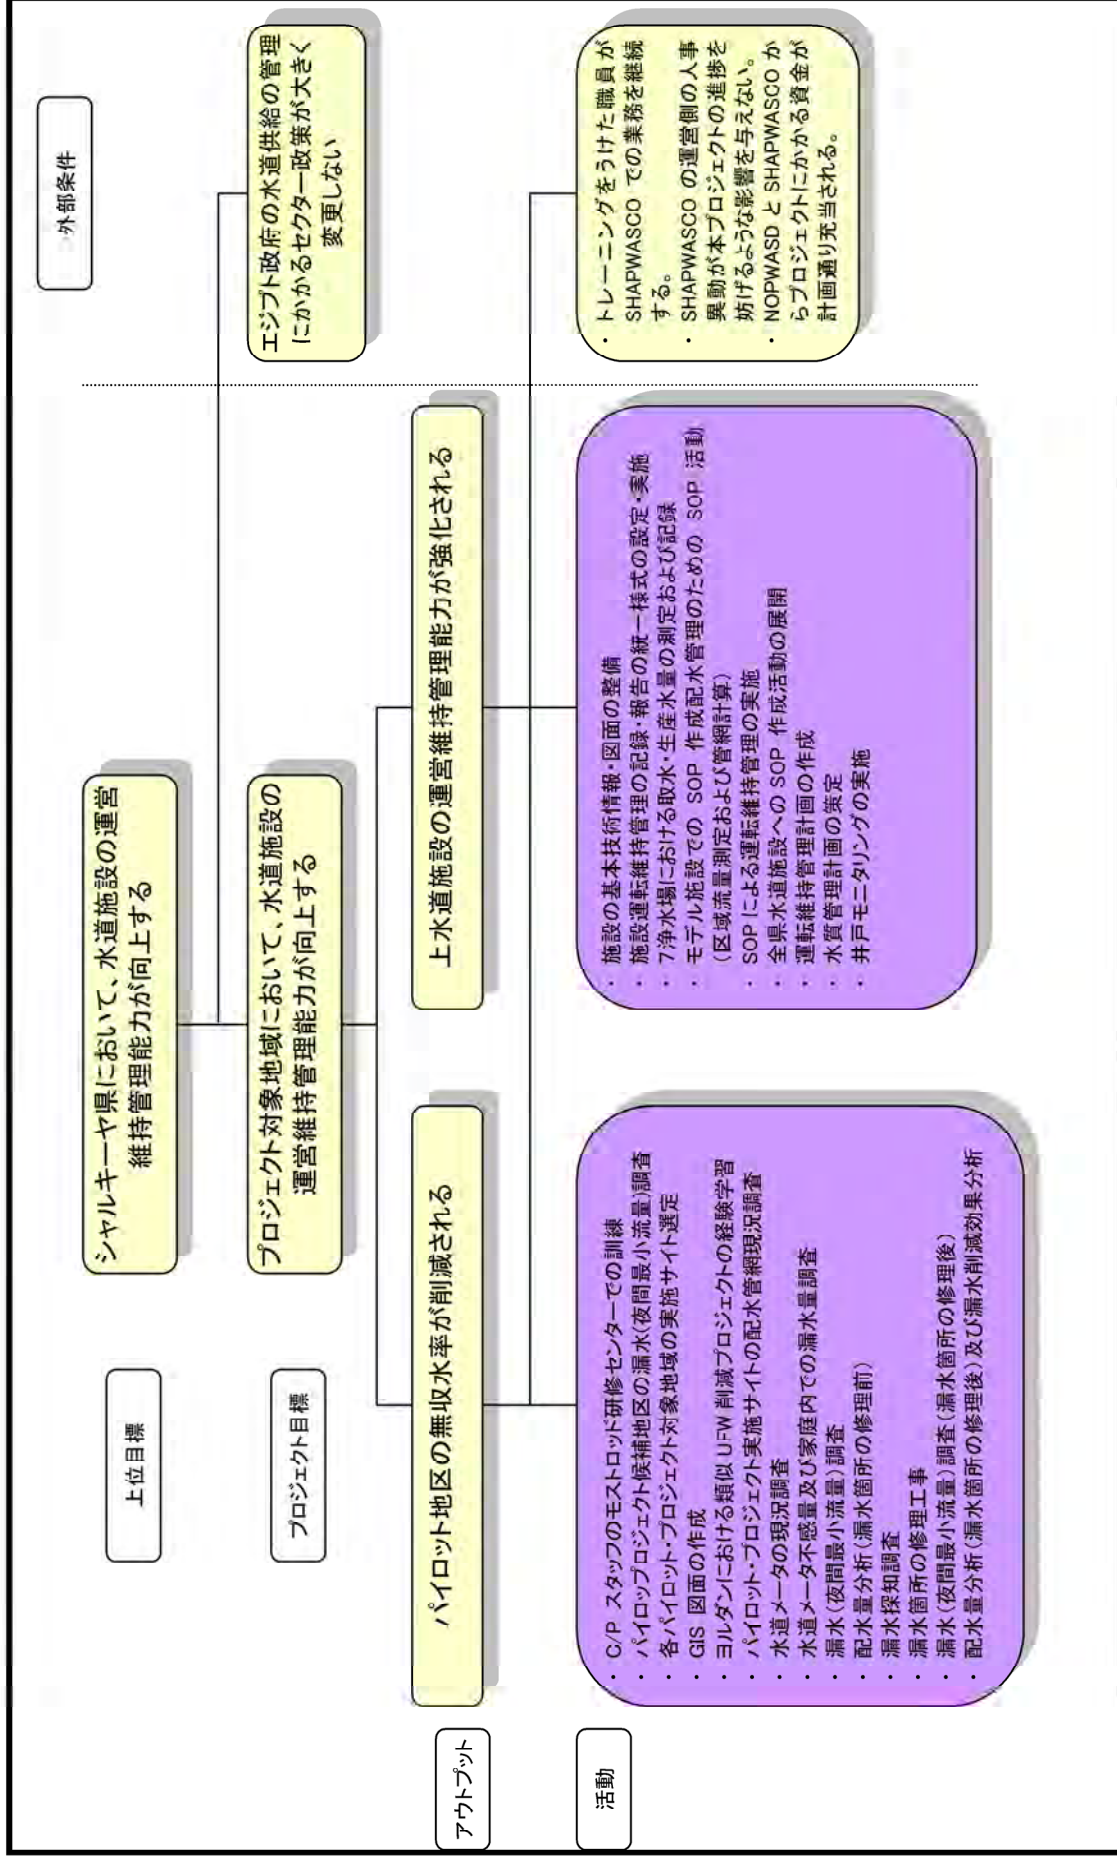 外部条件
上位目標
シャルキーヤ県において、水道施設の運営
維持管理能力が向上する
プロジェクト目標
プロジェクト対象地域において、水道施設の
運営維持管理能力が向上する
エジプト政府の水道供給の管理
にかかるセクター政策が大きく
変更しない
アウトプット
パイロット地区の無収水率が削減される
上水道施設の運営維持管理能力が強化される
活動
・ C/P スタッフのモストロッド研修センターでの訓練
・ パイロップロジェクト候補地区の漏水(夜間最小流量)調査
・ 各パイロット・プロジェクト対象地域の実施サイト選定
・ GIS 図面の作成
・ ヨルダンにおける類似 UFW 削減プロジェクトの経験学習
・ パイロット・プロジェクト実施サイトの配水管網現況調査
・ 水道メータの現況調査
・ 水道メータ不感量及び家庭内での漏水量調査
・ 漏水(夜間最小流量)調査
・ 配水量分析(漏水箇所の修理前)
・ 漏水探知調査
・ 漏水箇所の修理工事
・ 漏水(夜間最小流量)調査(漏水箇所の修理後)
・ 配水量分析(漏水箇所の修理後)及び漏水削減効果分析
・ 施設の基本技術情報・図面の整備
・ 施設運転維持管理の記録・報告の統一様式の設定・実施
・ 7浄水場における取水・生産水量の測定および記録
・ モデル施設での SOP 作成配水管理のための SOP 活動
(区域流量測定および管網計算)
・ SOP による運転維持管理の実施
・ 全県水道施設への SOP 作成活動の展開
・ 運転維持管理計画の作成
・ 水質管理計画の策定
・ 井戸モニタリングの実施
・ トレーニングをうけた職員が
SHAPWASCO での業務を継続
する。
・ SHAPWASCO の運営側の人事
異動が本プロジェクトの進捗を
妨げるような影響を与えない。
・ NOPWASD と SHAPWASCO か
らプロジェクトにかかる資金が
計画通り充当される。